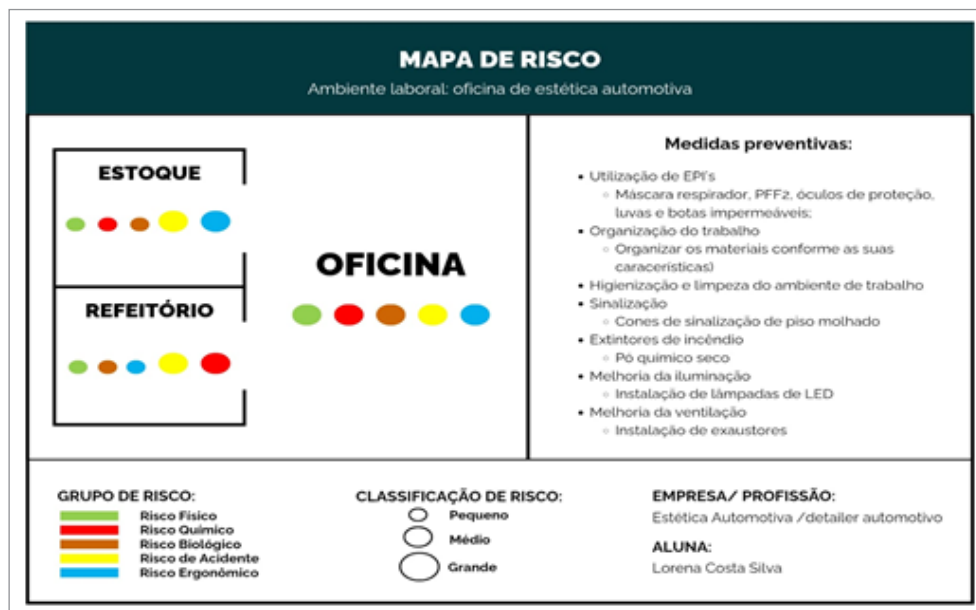 MAPA DE RISCO
Ambiente laboral: oficina de estética automotiva
ESTOQUE
REFEITÓRIO
OFICINA
Medidas preventivas:
• Utilização de EPI's
◦ Máscara respirador, PFF2, óculos de proteção,
luvas e botas impermeáveis;
• Organização do trabalho
◦ Organizar os materiais conforme as suas
caracerísticas)
• Higienização e limpeza do ambiente de trabalho
• Sinalização
◦ Cones de sinalização de piso molhado
• Extintores de incêndio
◦ Pó químico seco
• Melhoria da iluminação
◦ Instalação de lâmpadas de LED
• Melhoria da ventilação
◦ Instalação de exaustores
GRUPO DE RISCO:
Risco Físico
Risco Químico
Risco Biológico
Risco de Acidente
Risco Ergonômico
CLASSIFICAÇÃO DE RISCO:
Pequeno
Médio
Grande
EMPRESA/ PROFISSÃO:
Estética Automotiva /detailer automotivo
ALUNA:
Lorena Costa Silva